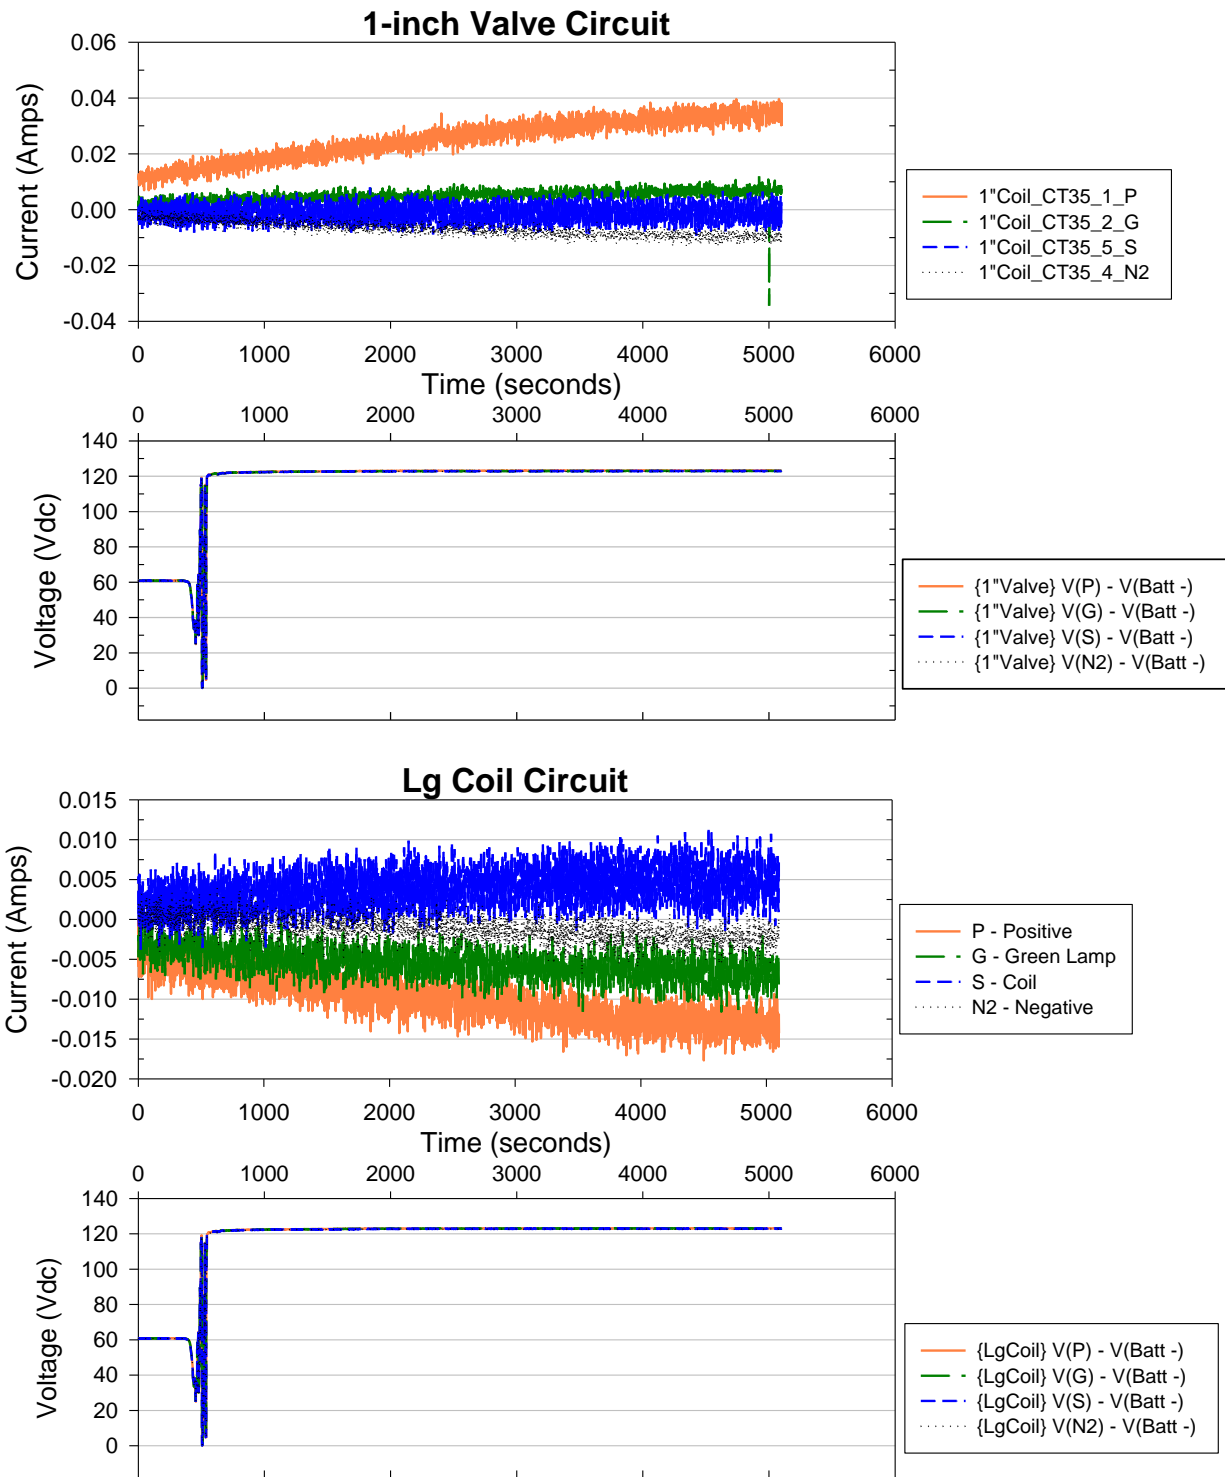 1-inch Valve Circuit
Current (Amps)
0.06
0.04
0.02
0.00
-0.02
-0.04
0 1000 2000 3000 4000 5000 6000
Time (seconds)
1"Coil_CT35_1_P
1"Coil_CT35_2_G
1"Coil_CT35_5_S
1"Coil_CT35_4_N2
0 1000 2000 3000 4000 5000 6000
Voltage (Vdc)
140
120
100
80
60
40
20
0
{1"Valve} V(P) - V(Batt -)
{1"Valve} V(G) - V(Batt -)
{1"Valve} V(S) - V(Batt -)
{1"Valve} V(N2) - V(Batt -)
Lg Coil Circuit
Current (Amps)
0.015
0.010
0.005
0.000
-0.005
-0.010
-0.015
-0.020
0 1000 2000 3000 4000 5000 6000
Time (seconds)
P - Positive
G - Green Lamp
S - Coil
N2 - Negative
0 1000 2000 3000 4000 5000 6000
Voltage (Vdc)
140
120
100
80
60
40
20
0
{LgCoil} V(P) - V(Batt -)
{LgCoil} V(G) - V(Batt -)
{LgCoil} V(S) - V(Batt -)
{LgCoil} V(N2) - V(Batt -)